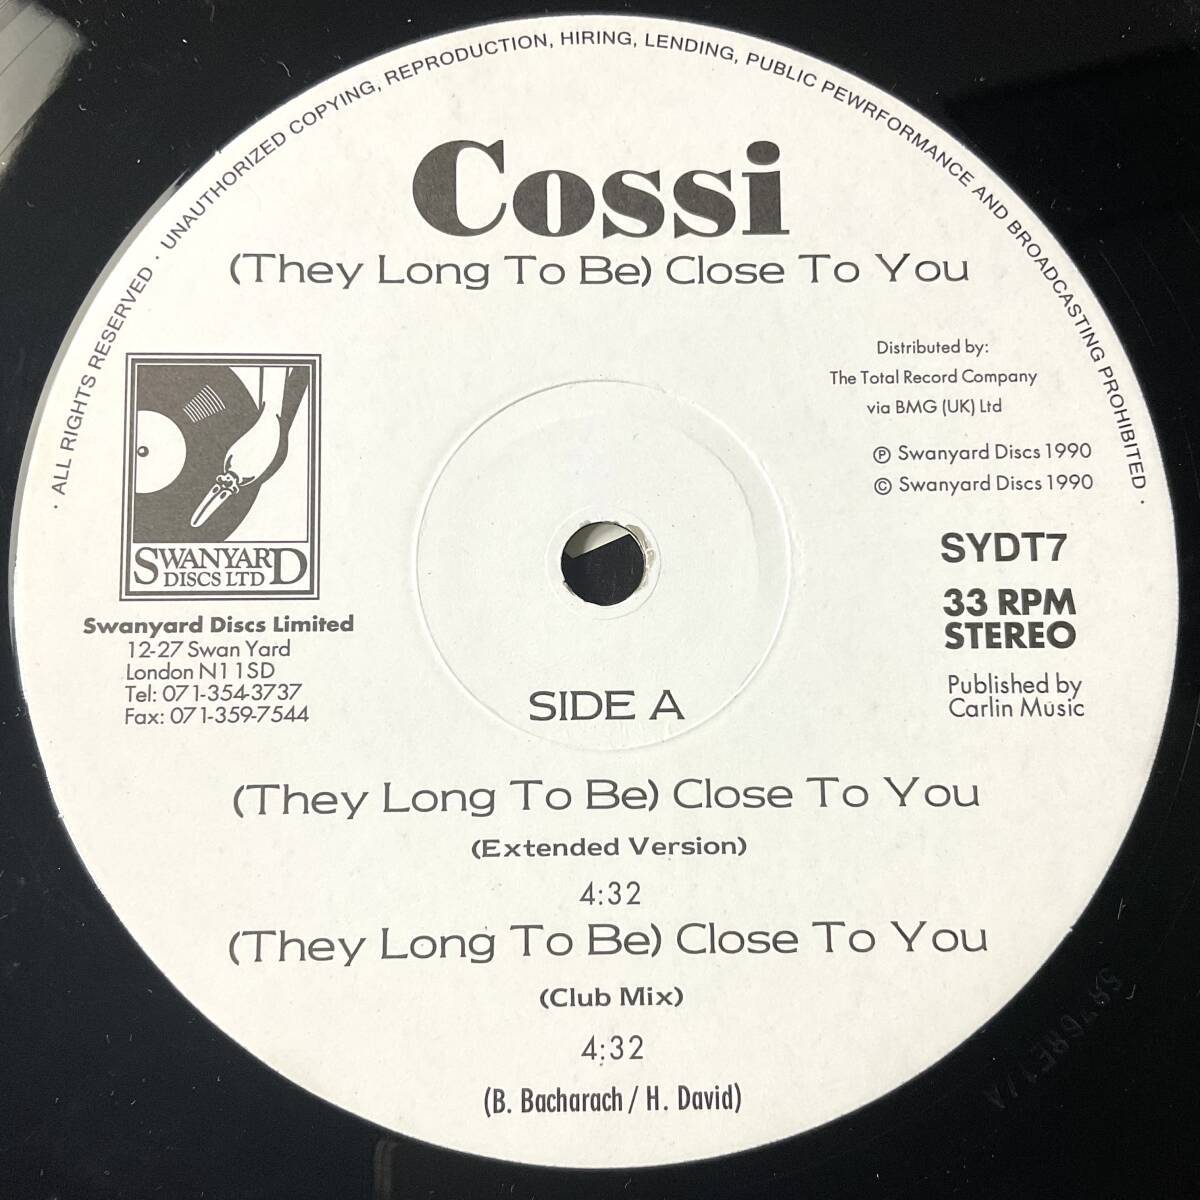 · ALL RIGHTS RESERVED · UNAUTHORIZED COPYING, REPRODUCTION, HIRING, LENDING, PUBLIC PEWRFORMANCE AND BROADCASTING PROHIBITED ·
Cossi
(They Long To Be) Close To You
Distributed by:
The Total Record Company
via BMG (UK) Ltd
Ⓟ Swanyard Discs 1990
© Swanyard Discs 1990
SWANYARD
DISCS LTD
Swanyard Discs Limited
12-27 Swan Yard
London N1 1SD
Tel: 071-354-3737
Fax: 071-359-7544
SYDT7
33 RPM
STEREO
Published by
Carlin Music
SIDE A
(They Long To Be) Close To You
(Extended Version)
4:32
(They Long To Be) Close To You
(Club Mix)
4:32
(B. Bacharach / H. David)